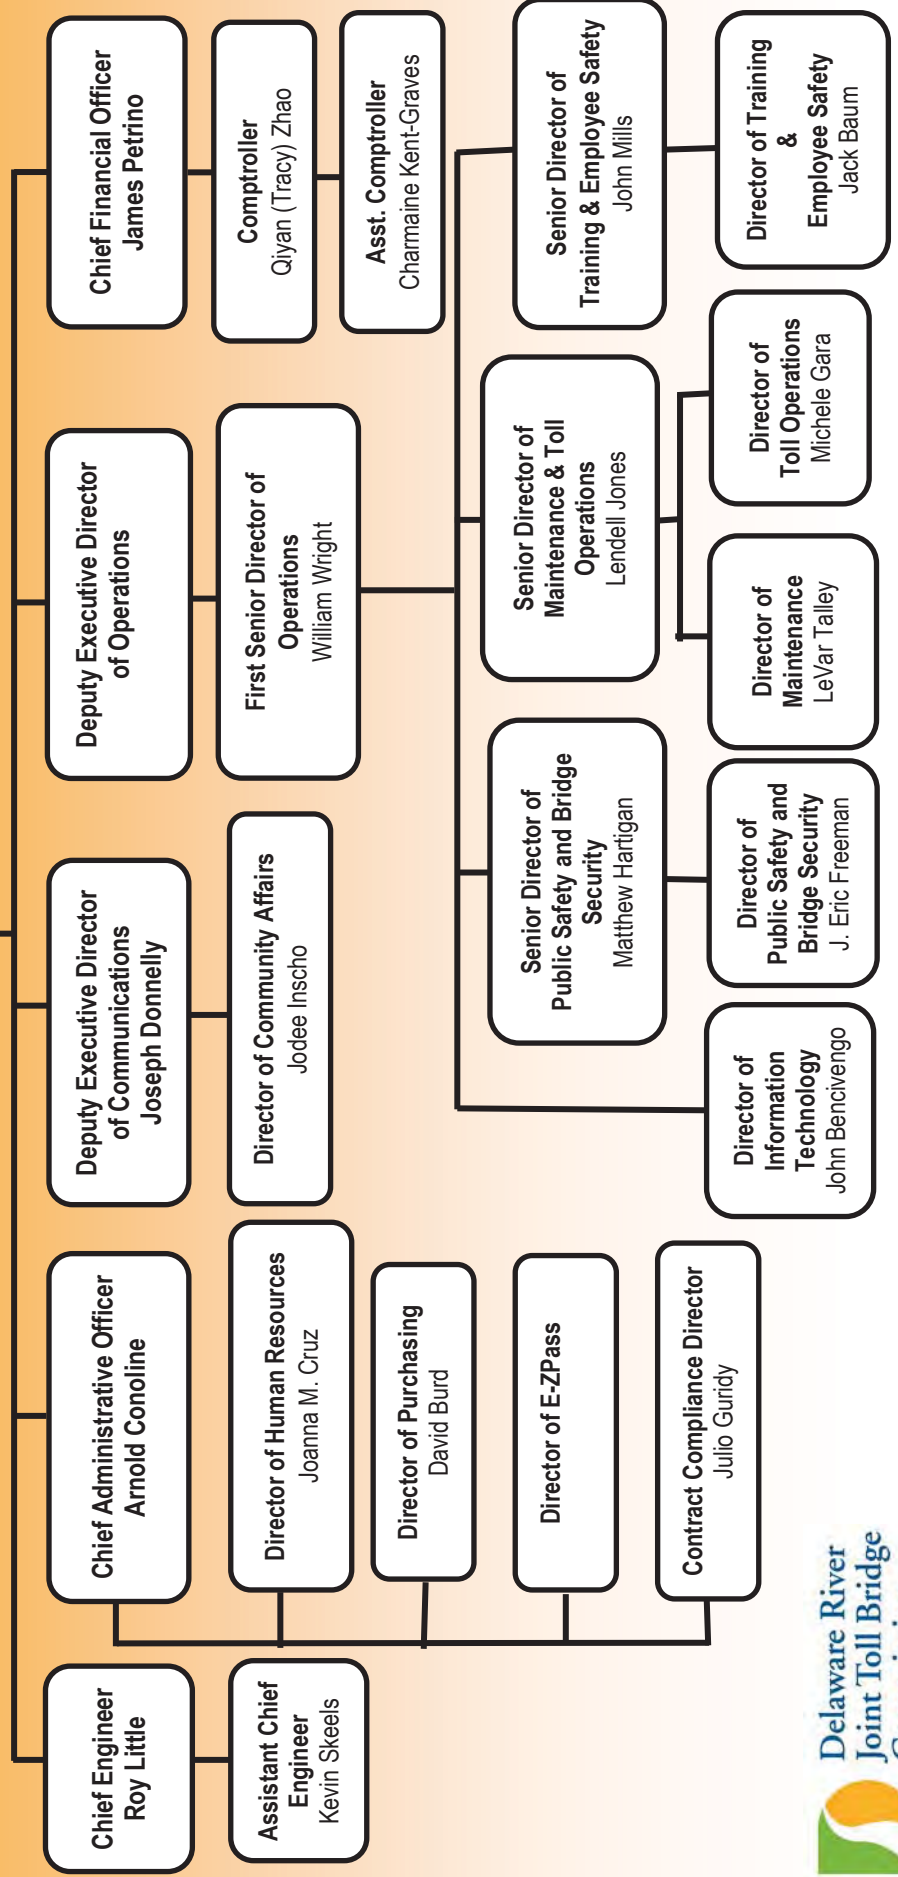 Chief Engineer
Roy Little
Assistant Chief
Engineer
Kevin Skeels
Chief Administrative Officer
Arnold Conoline
Director of Human Resources
Joanna M. Cruz
Director of Purchasing
David Burd
Director of E-ZPass
Contract Compliance Director
Julio Guridy
Deputy Executive Director
of Communications
Joseph Donnelly
Director of Community Affairs
Jodee Inscho
Deputy Executive Director
of Operations
First Senior Director of
Operations
William Wright
Chief Financial Officer
James Petrino
Comptroller
Qiyan (Tracy) Zhao
Asst. Comptroller
Charmaine Kent-Graves
Senior Director of
Public Safety and Bridge
Security
Matthew Hartigan
Senior Director of
Maintenance & Toll
Operations
Lendell Jones
Senior Director of
Training & Employee Safety
John Mills
Director of
Information
Technology
John Bencivengo
Director of
Public Safety and
Bridge Security
J. Eric Freeman
Director of
Maintenance
LeVar Talley
Director of
Toll Operations
Michele Gara
Director of Training
&
Employee Safety
Jack Baum
Delaware River
Joint Toll Bridge